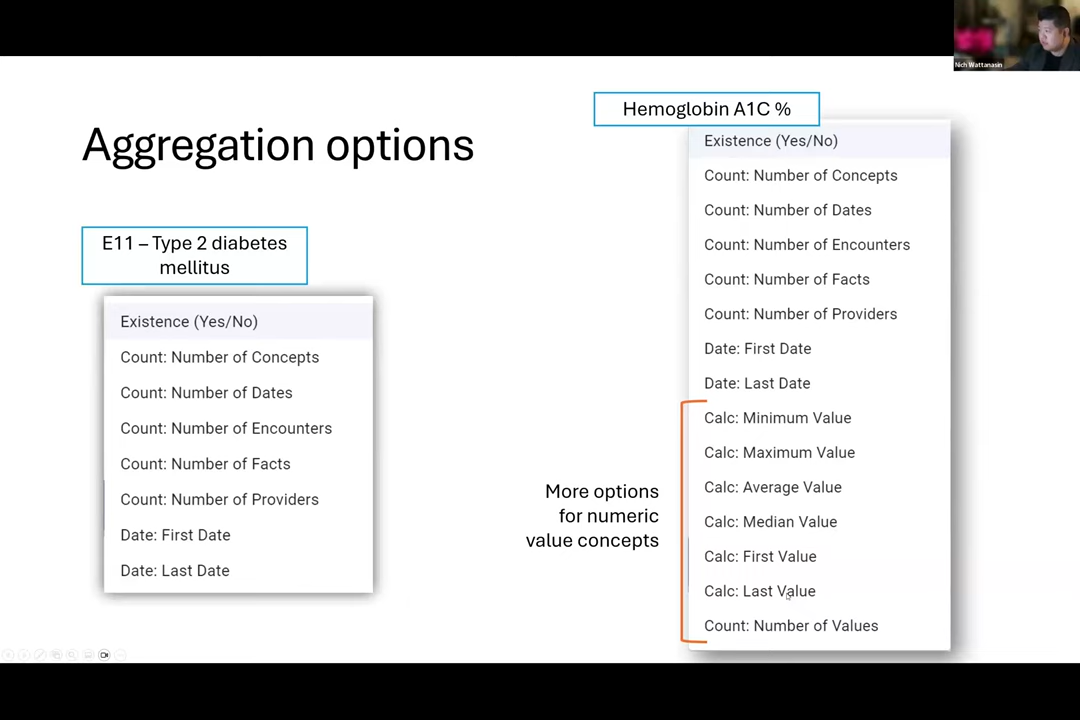 Nich Wattanasin
Aggregation options
E11 – Type 2 diabetes
mellitus
Existence (Yes/No)
Count: Number of Concepts
Count: Number of Dates
Count: Number of Encounters
Count: Number of Facts
Count: Number of Providers
Date: First Date
Date: Last Date
Hemoglobin A1C %
Existence (Yes/No)
Count: Number of Concepts
Count: Number of Dates
Count: Number of Encounters
Count: Number of Facts
Count: Number of Providers
Date: First Date
Date: Last Date
More options
for numeric
value concepts
Calc: Minimum Value
Calc: Maximum Value
Calc: Average Value
Calc: Median Value
Calc: First Value
Calc: Last Value
Count: Number of Values